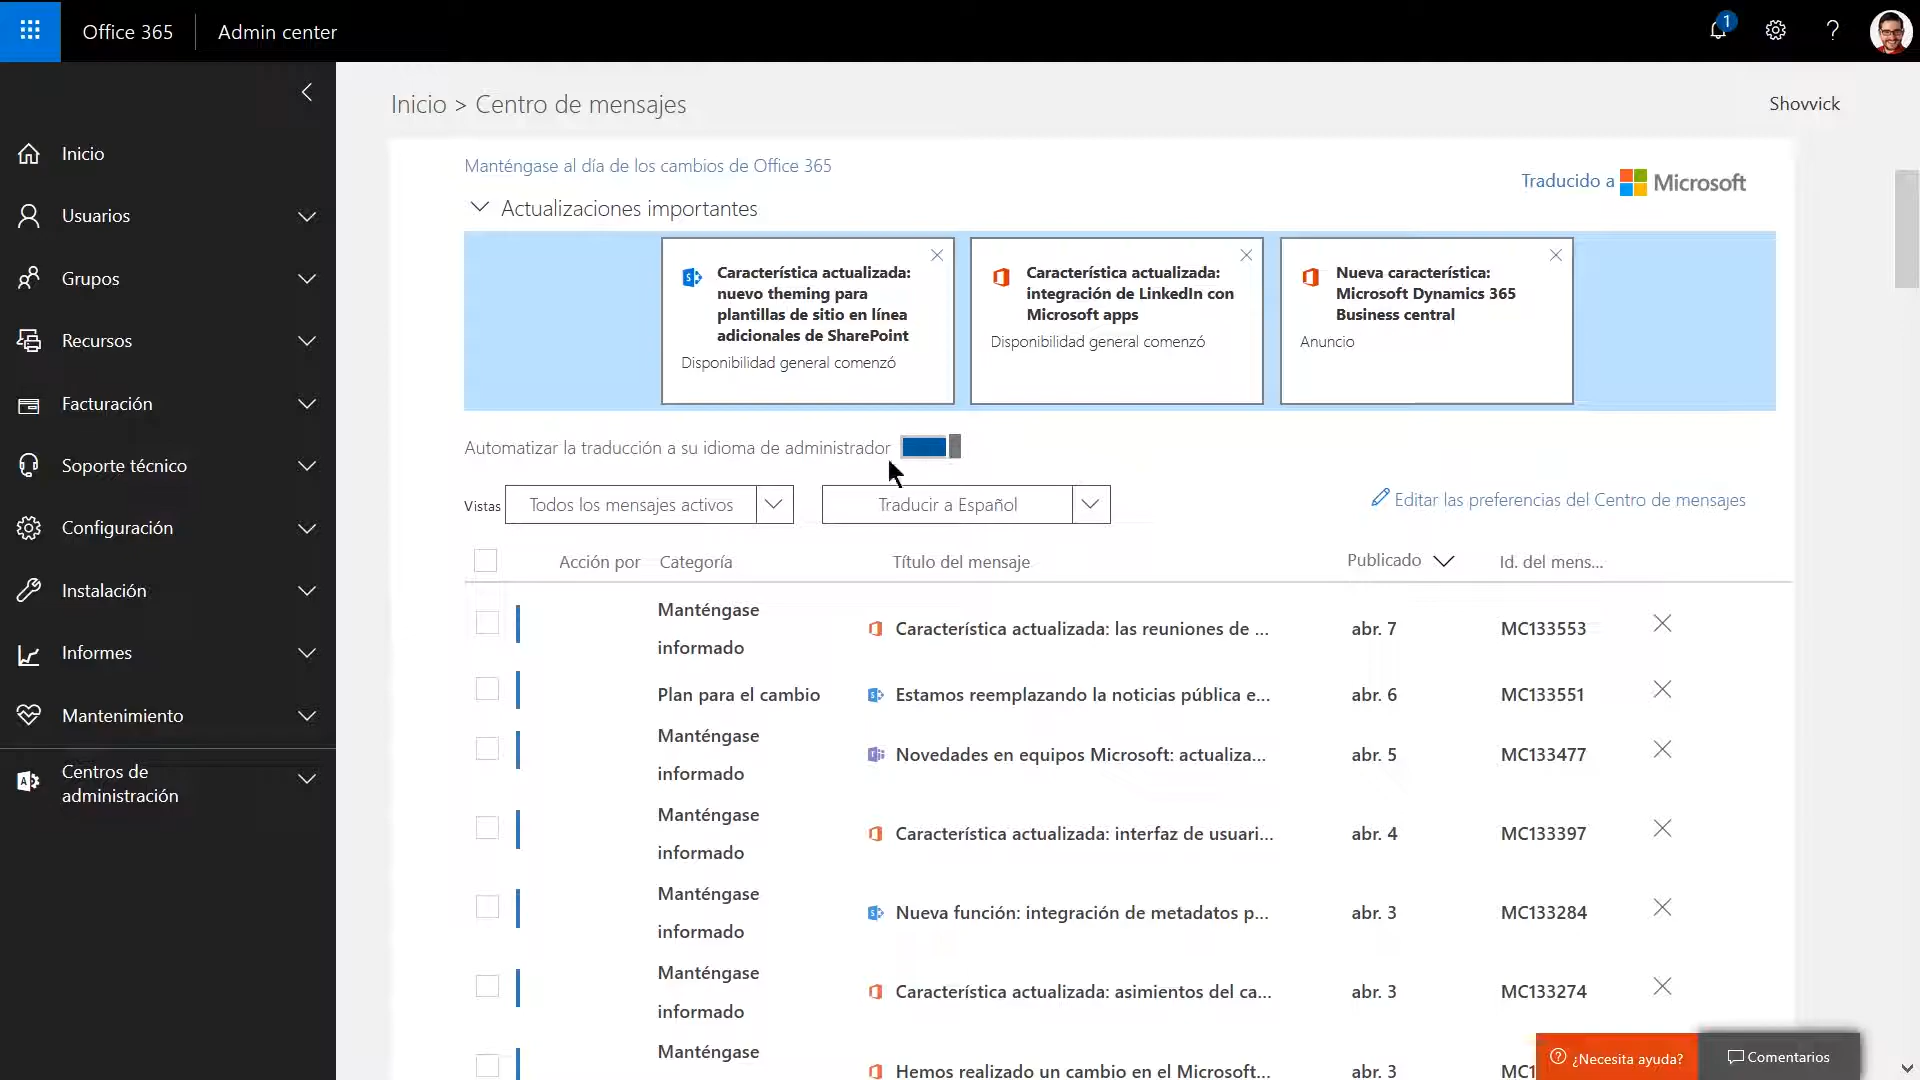 Office 365
Admin center
1
?
Inicio
Usuarios
Grupos
Recursos
Facturación
Soporte técnico
Configuración
Instalación
Informes
Mantenimiento
Centros de
administración
Inicio > Centro de mensajes
Shovvick
Manténgase al día de los cambios de Office 365
Traducido a Microsoft
Actualizaciones importantes
Característica actualizada:
nuevo theming para
plantillas de sitio en línea
adicionales de SharePoint
Disponibilidad general comenzó
Característica actualizada:
integración de LinkedIn con
Microsoft apps
Disponibilidad general comenzó
Nueva característica:
Microsoft Dynamics 365
Business central
Anuncio
Automatizar la traducción a su idioma de administrador
Vistas
Todos los mensajes activos
Traducir a Español
Editar las preferencias del Centro de mensajes
Acción por Categoría Título del mensaje Publicado Id. del mens...
Manténgase
informado
Característica actualizada: las reuniones de ... abr. 7 MC133553
Plan para el cambio Estamos reemplazando la noticias pública e... abr. 6 MC133551
Manténgase
informado
Novedades en equipos Microsoft: actualiza... abr. 5 MC133477
Manténgase
informado
Característica actualizada: interfaz de usuari... abr. 4 MC133397
Manténgase
informado
Nueva función: integración de metadatos p... abr. 3 MC133284
Manténgase
informado
Característica actualizada: asimientos del ca... abr. 3 MC133274
Manténgase
Hemos realizado un cambio en el Microsoft... abr. 3 MC1
¿Necesita ayuda?
Comentarios